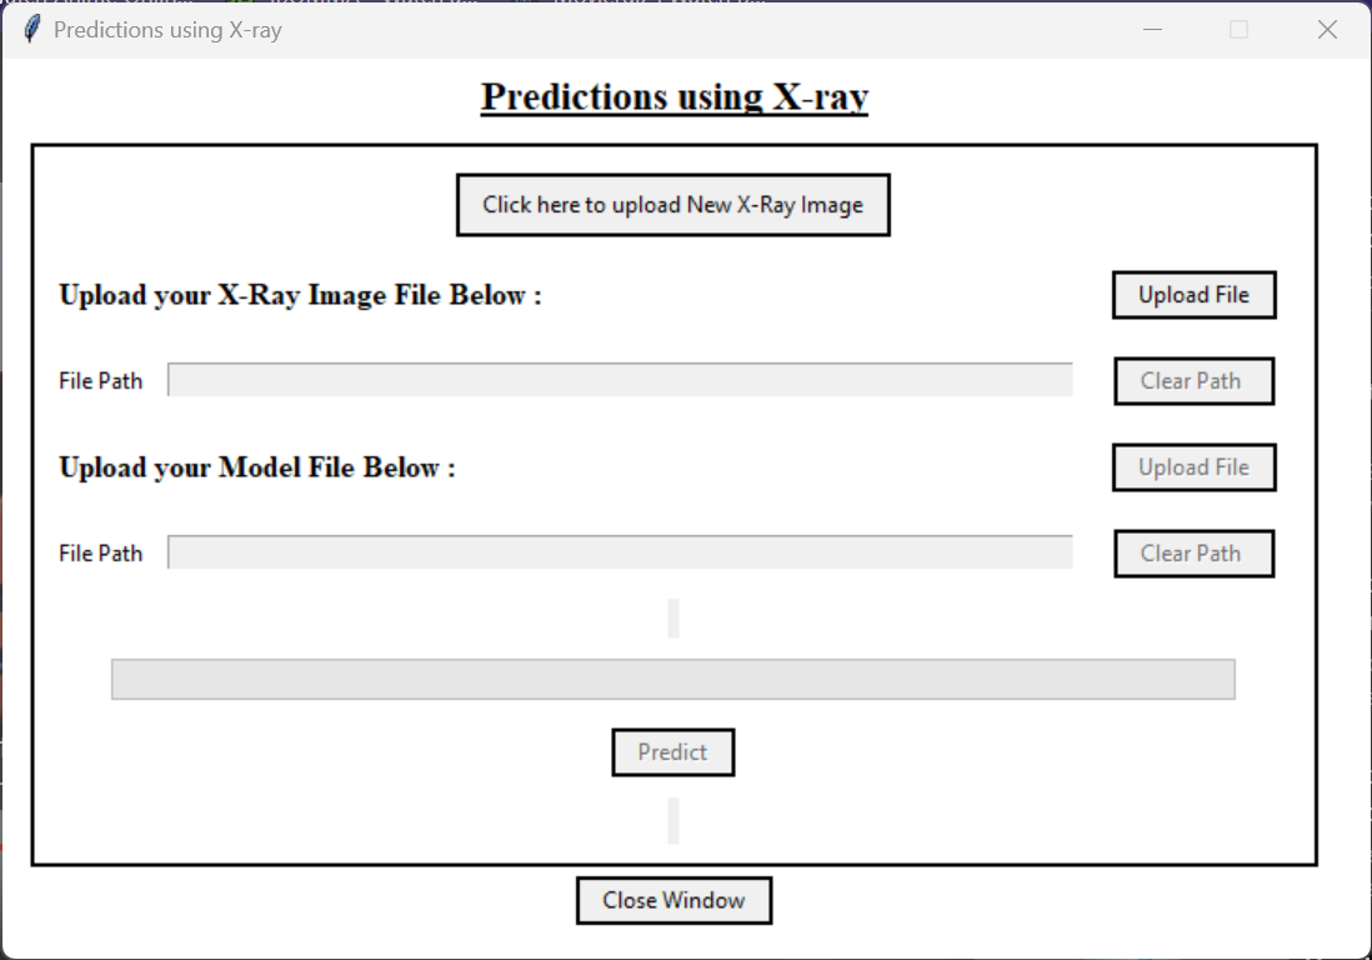 Predictions using X-ray
Predictions using X-ray
Click here to upload New X-Ray Image
Upload your X-Ray Image File Below :
Upload File
File Path
Clear Path
Upload your Model File Below :
Upload File
File Path
Clear Path
Predict
Close Window